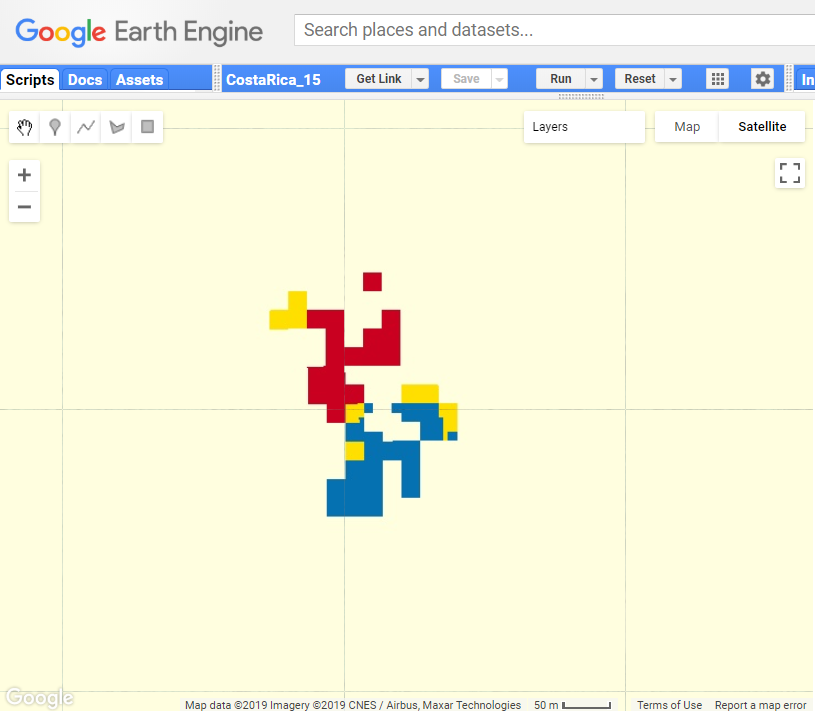 Google Earth Engine
Search places and datasets...
Scripts Docs Assets
CostaRica_15
Get Link
Save
Run
Reset
In
Layers
Map
Satellite
+
−
Google
Map data ©2019 Imagery ©2019 CNES / Airbus, Maxar Technologies
50 m
Terms of Use
Report a map error